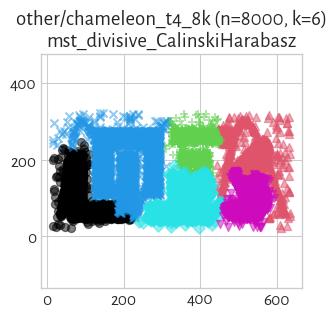 other/chameleon_t4_8k (n=8000, k=6)
mst_divisive_CalinskiHarabasz
400
200
0
0 200 400 600